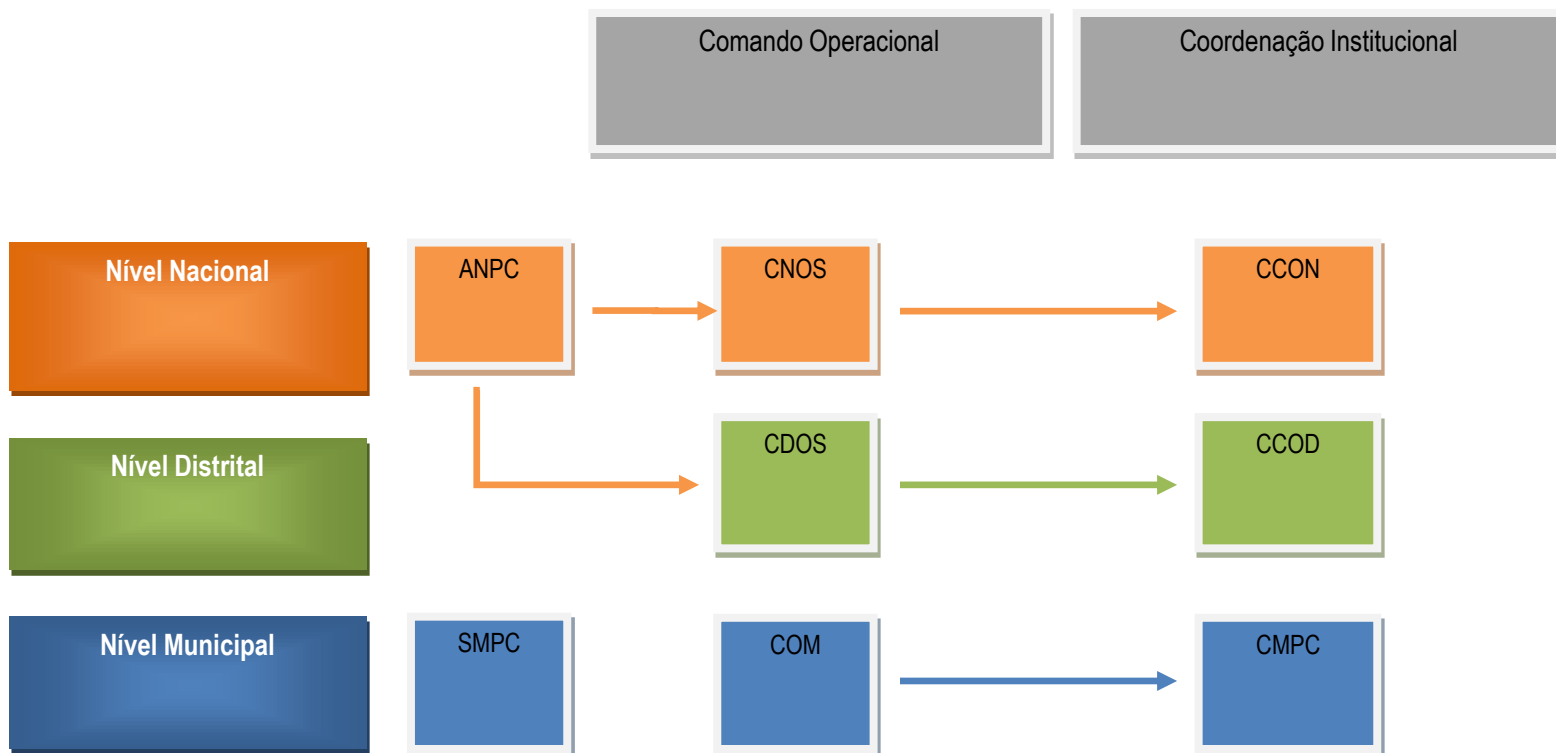 Comando Operacional
Coordenação Institucional
Nível Nacional
ANPC
CNOS
CCON
Nível Distrital
CDOS
CCOD
Nível Municipal
SMPC
COM
CMPC